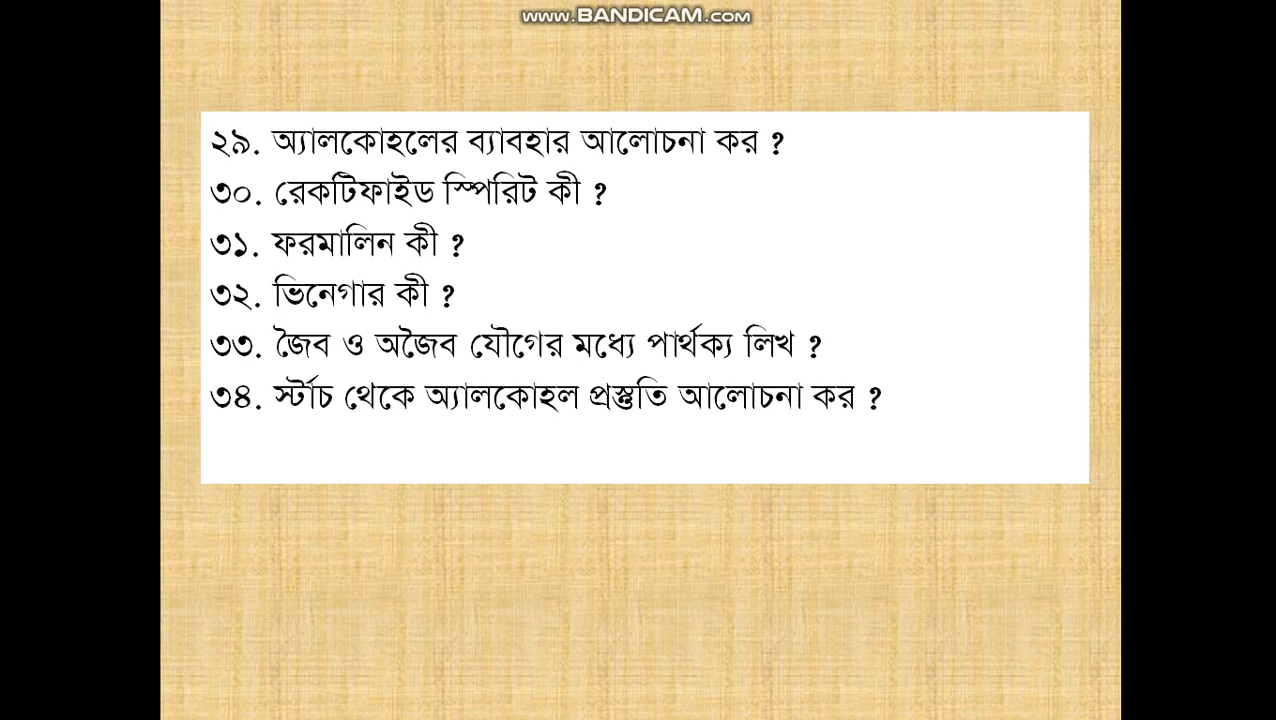 www.BANDICAM.com
২৯. অ্যালকোহলের ব্যাবহার আলোচনা কর ?
৩০. রেকটিফাইড স্পিরিট কী ?
৩১. ফরমালিন কী ?
৩২. ভিনেগার কী ?
৩৩. জৈব ও অজৈব যৌগের মধ্যে পার্থক্য লিখ ?
৩৪. স্টার্চ থেকে অ্যালকোহল প্রস্তুতি আলোচনা কর ?